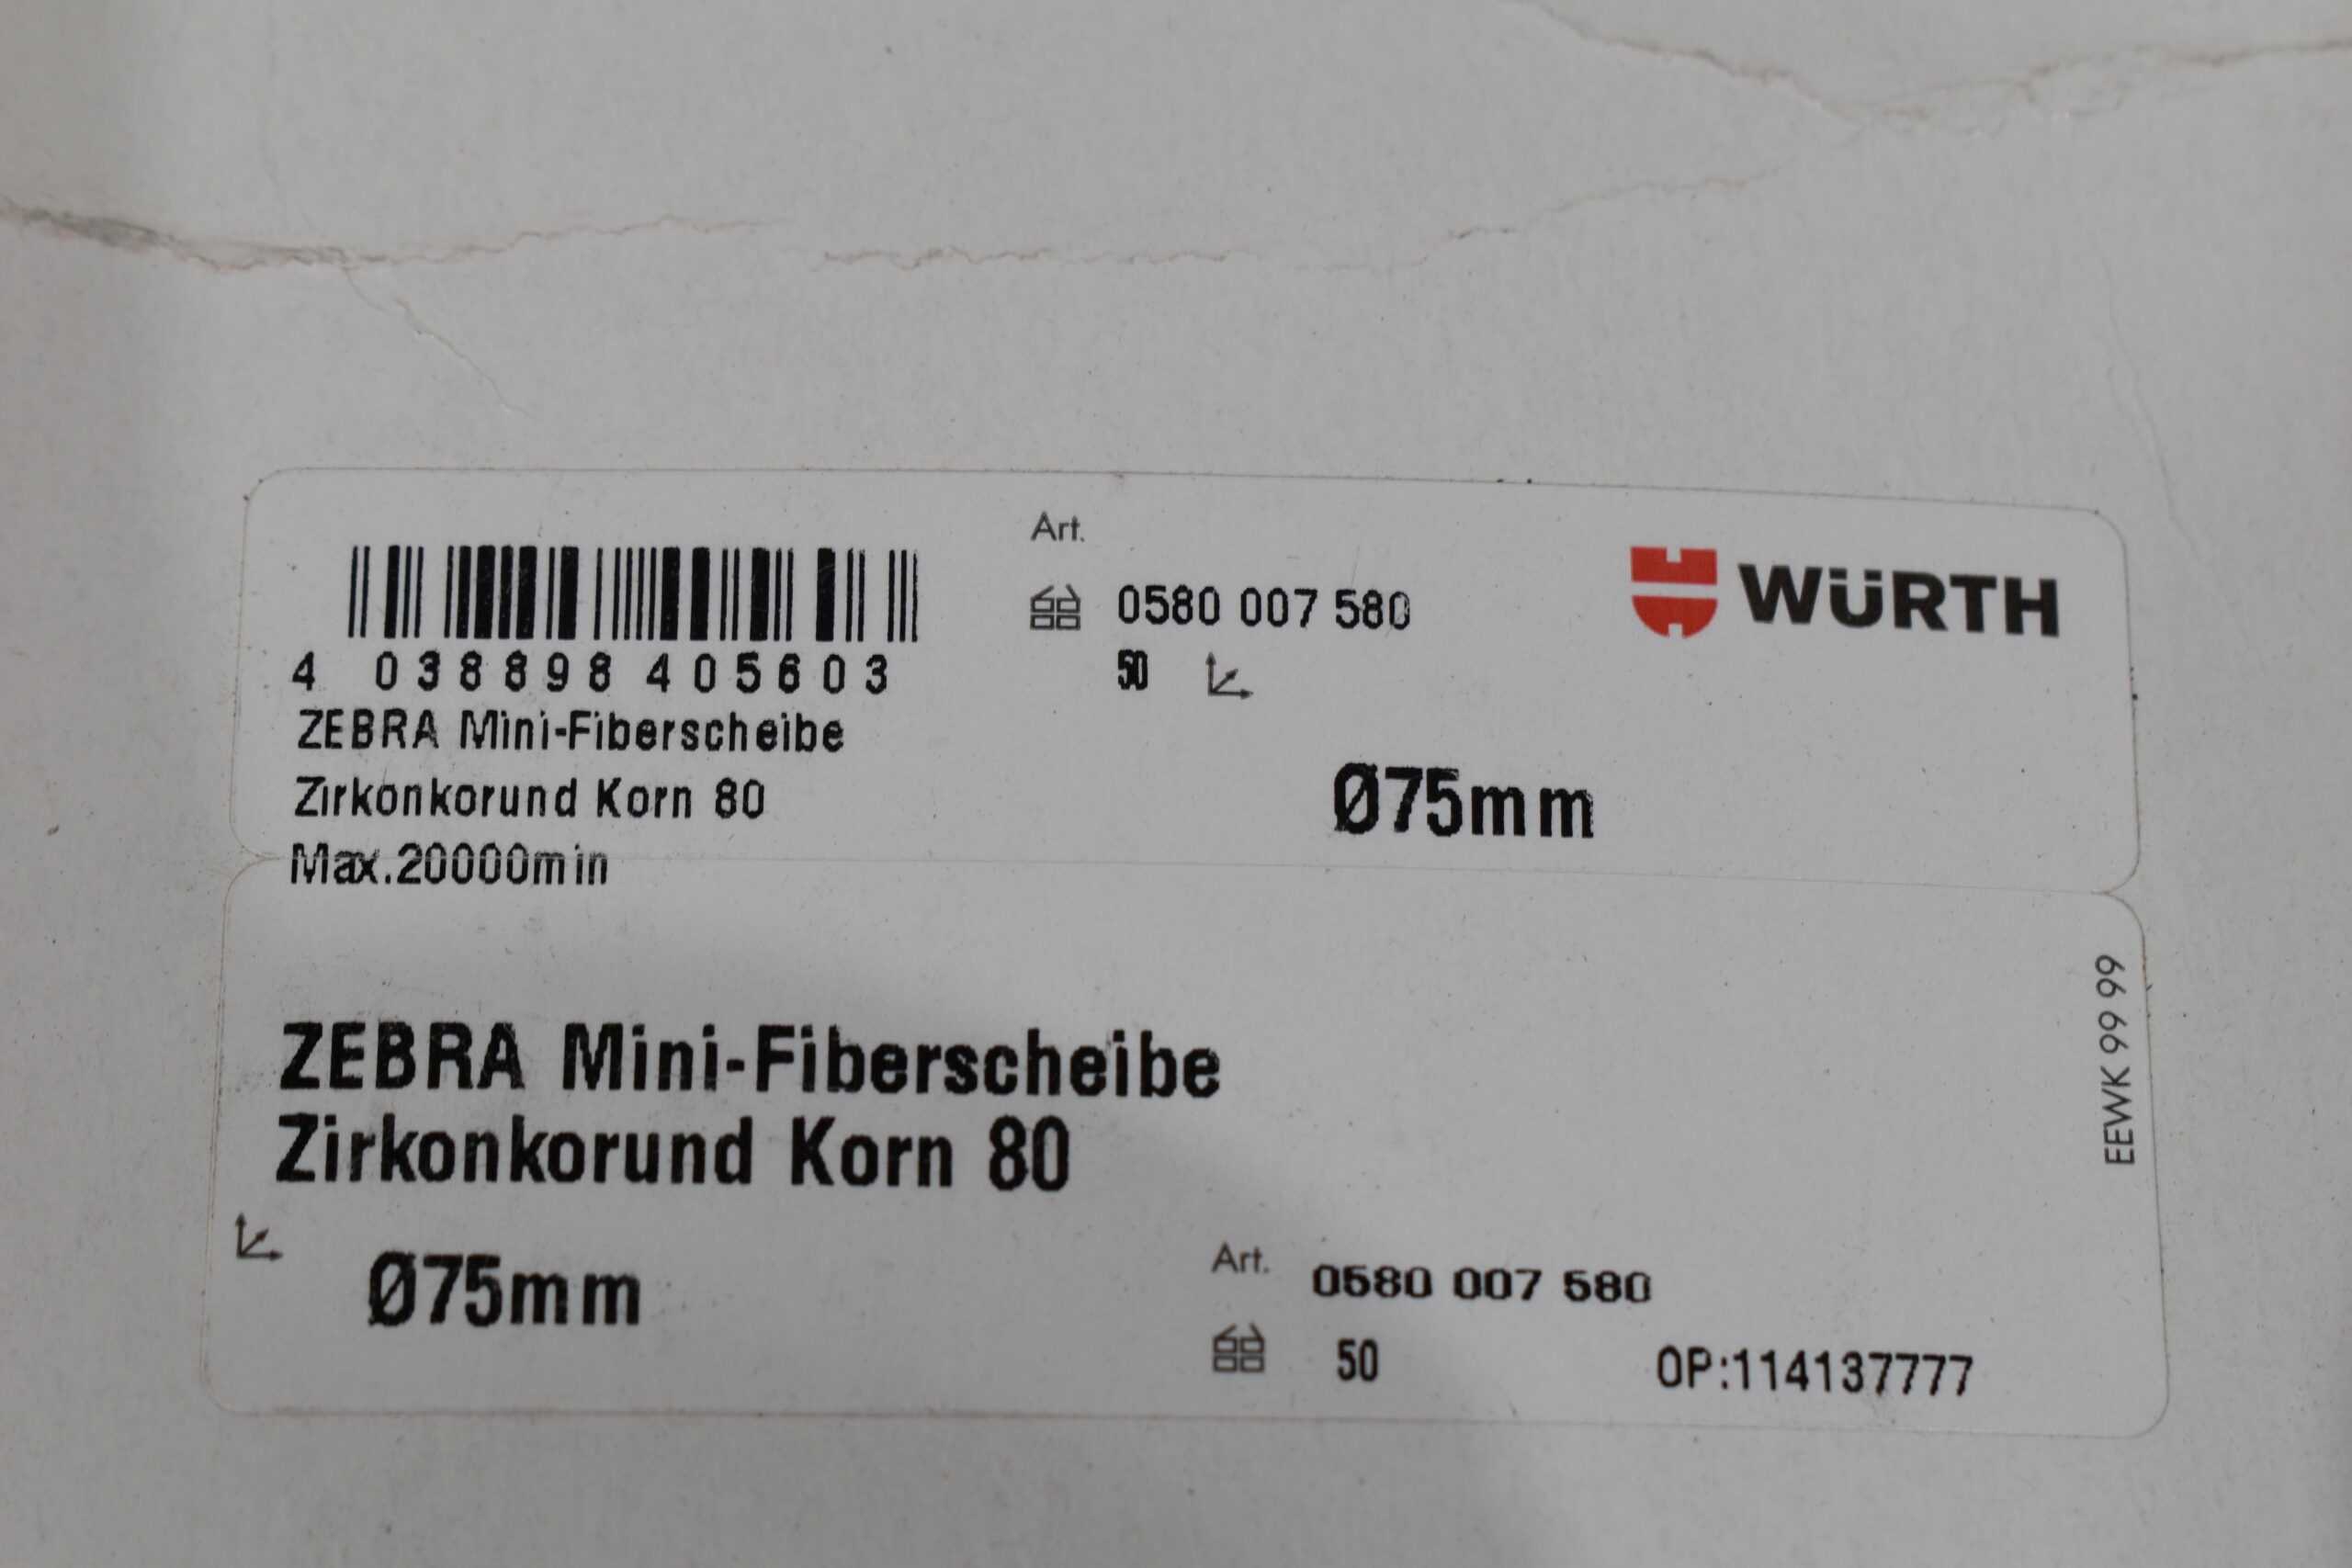 Art.
0580 007 580
WÜRTH
4 038898 405603
50
ZEBRA Mini-Fiberscheibe
Zirkonkorund Korn 80
Ø75mm
Max.20000min
EEWK 99 99
ZEBRA Mini-Fiberscheibe
Zirkonkorund Korn 80
Ø75mm
Art. 0580 007 580
50
OP:114137777